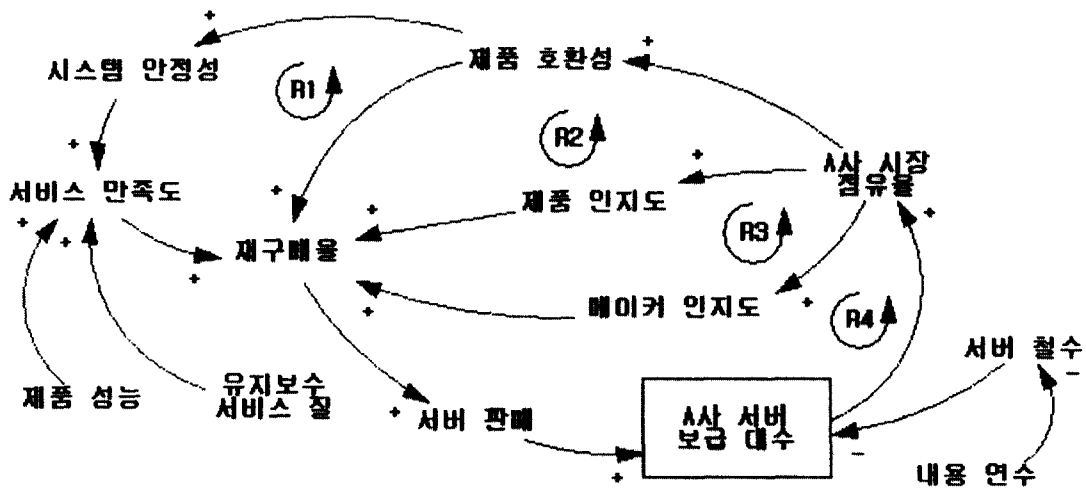 +
시스템 안정성
제품 호환성
+
R1
R2
+
서비스 만족도
+
A사 시장
점유율
제품 인지도
+
+
+
+
+
재구매율
R3
+
+
메이커 인지도
+
+
R4
서버 철수
−
제품 성능
유지보수
서비스 질
+
서버 판매
A사 서버
보급 대수
−
+
내용 연수